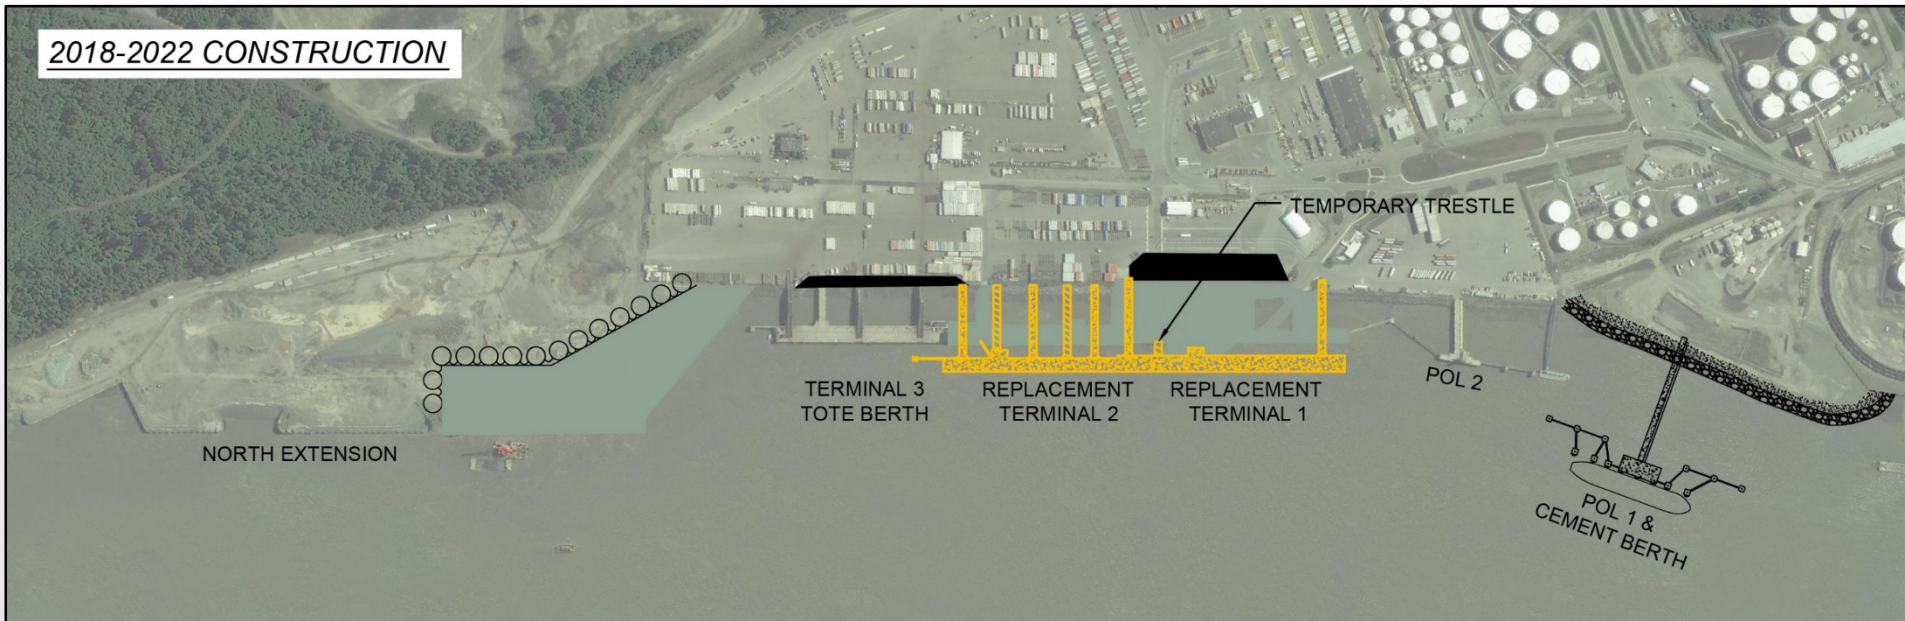 2018-2022 CONSTRUCTION
TEMPORARY TRESTLE
NORTH EXTENSION
TERMINAL 3
TOTE BERTH
REPLACEMENT
TERMINAL 2
REPLACEMENT
TERMINAL 1
POL 2
POL 1 &
CEMENT BERTH